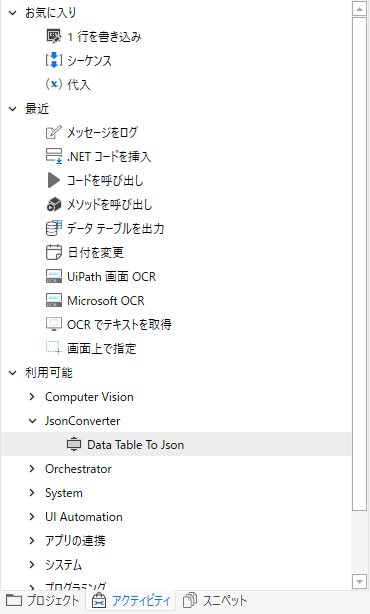 お気に入り
1 行を書き込み
シーケンス
代入
最近
メッセージをログ
.NET コードを挿入
コードを呼び出し
メソッドを呼び出し
データ テーブルを出力
日付を変更
UiPath 画面 OCR
Microsoft OCR
OCR でテキストを取得
画面上で指定
利用可能
Computer Vision
JsonConverter
Data Table To Json
Orchestrator
System
UI Automation
アプリの連携
システム
プログラミング
プロジェクト アクティビティ スニペット